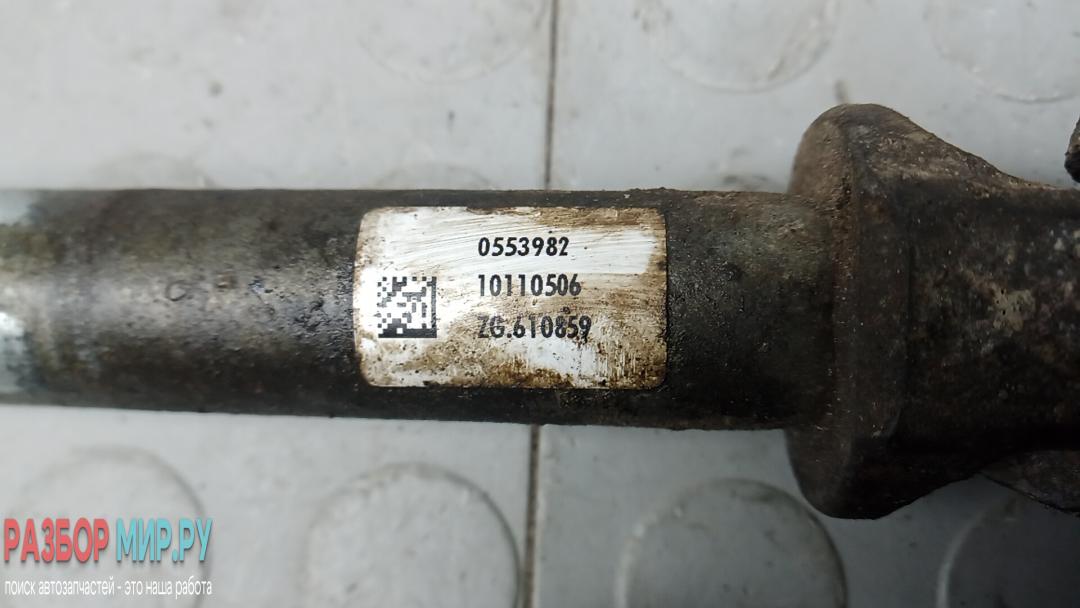 0553982
10110506
ZG.610859
РАЗБОР МИР.РУ
поиск автозапчастей - это наша работа